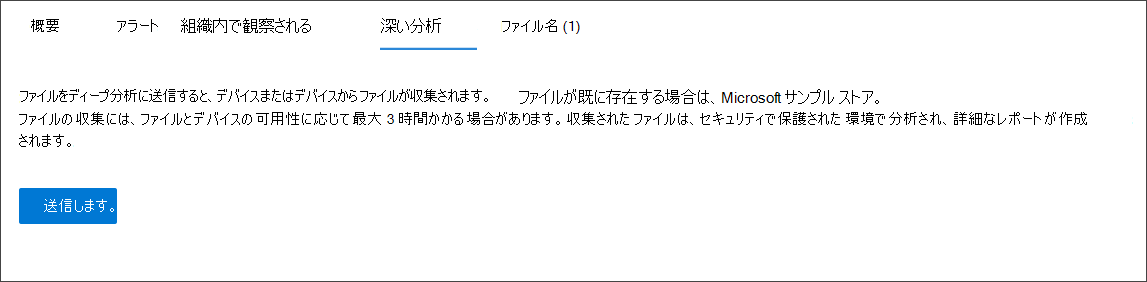 概要 アラート 組織内で観察される 深い分析 ファイル名 (1)
ファイルをディープ分析に送信すると、デバイスまたはデバイスからファイルが収集されます。 ファイルが既に存在する場合は、Microsoft サンプル ストア。
ファイルの収集には、ファイルとデバイスの可用性に応じて最大 3 時間かかる場合があります。収集されたファイルは、セキュリティで保護された 環境で分析され、詳細なレポートが作成
されます。
送信します。